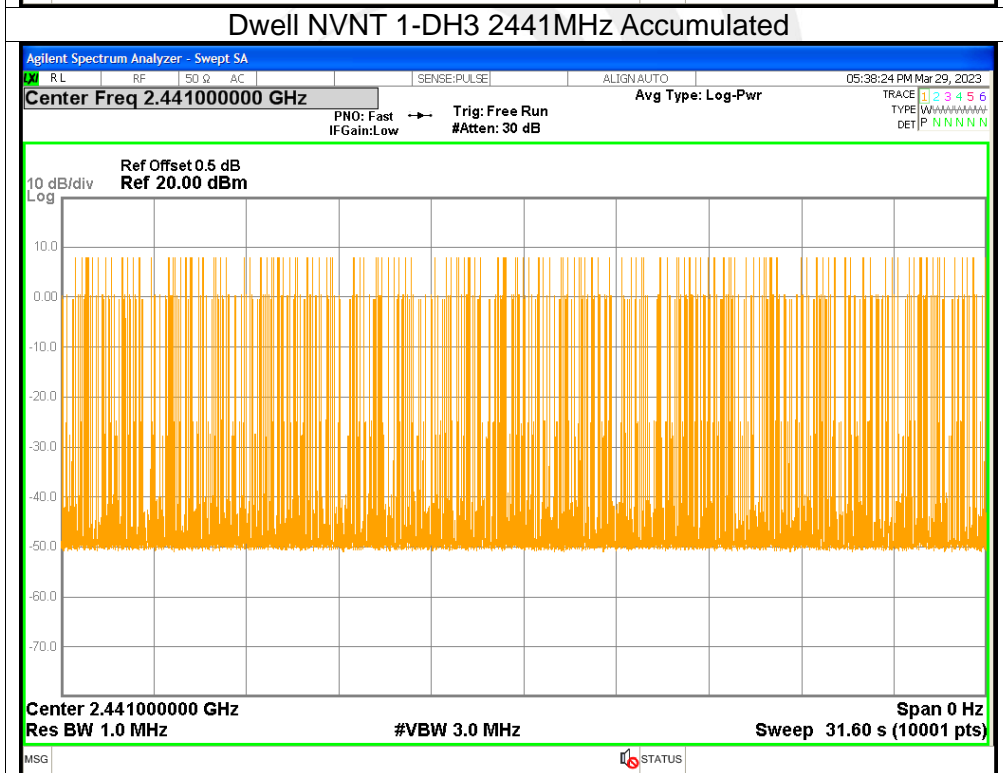 Dwell NVNT 1-DH3 2441MHz Accumulated
Agilent Spectrum Analyzer - Swept SA
LXI RL RF 50 Ω AC SENSE:PULSE ALIGN AUTO 05:38:24 PM Mar 29, 2023
Center Freq 2.441000000 GHz Avg Type: Log-Pwr TRACE 1 2 3 4 5 6
PNO: Fast Trig: Free Run TYPE WWWWWW
IFGain:Low #Atten: 30 dB DET P N N N N N
Ref Offset 0.5 dB
10 dB/div Ref 20.00 dBm
Log
10.0
0.00
-10.0
-20.0
-30.0
-40.0
-50.0
-60.0
-70.0
Center 2.441000000 GHz Span 0 Hz
Res BW 1.0 MHz #VBW 3.0 MHz Sweep 31.60 s (10001 pts)
MSG STATUS